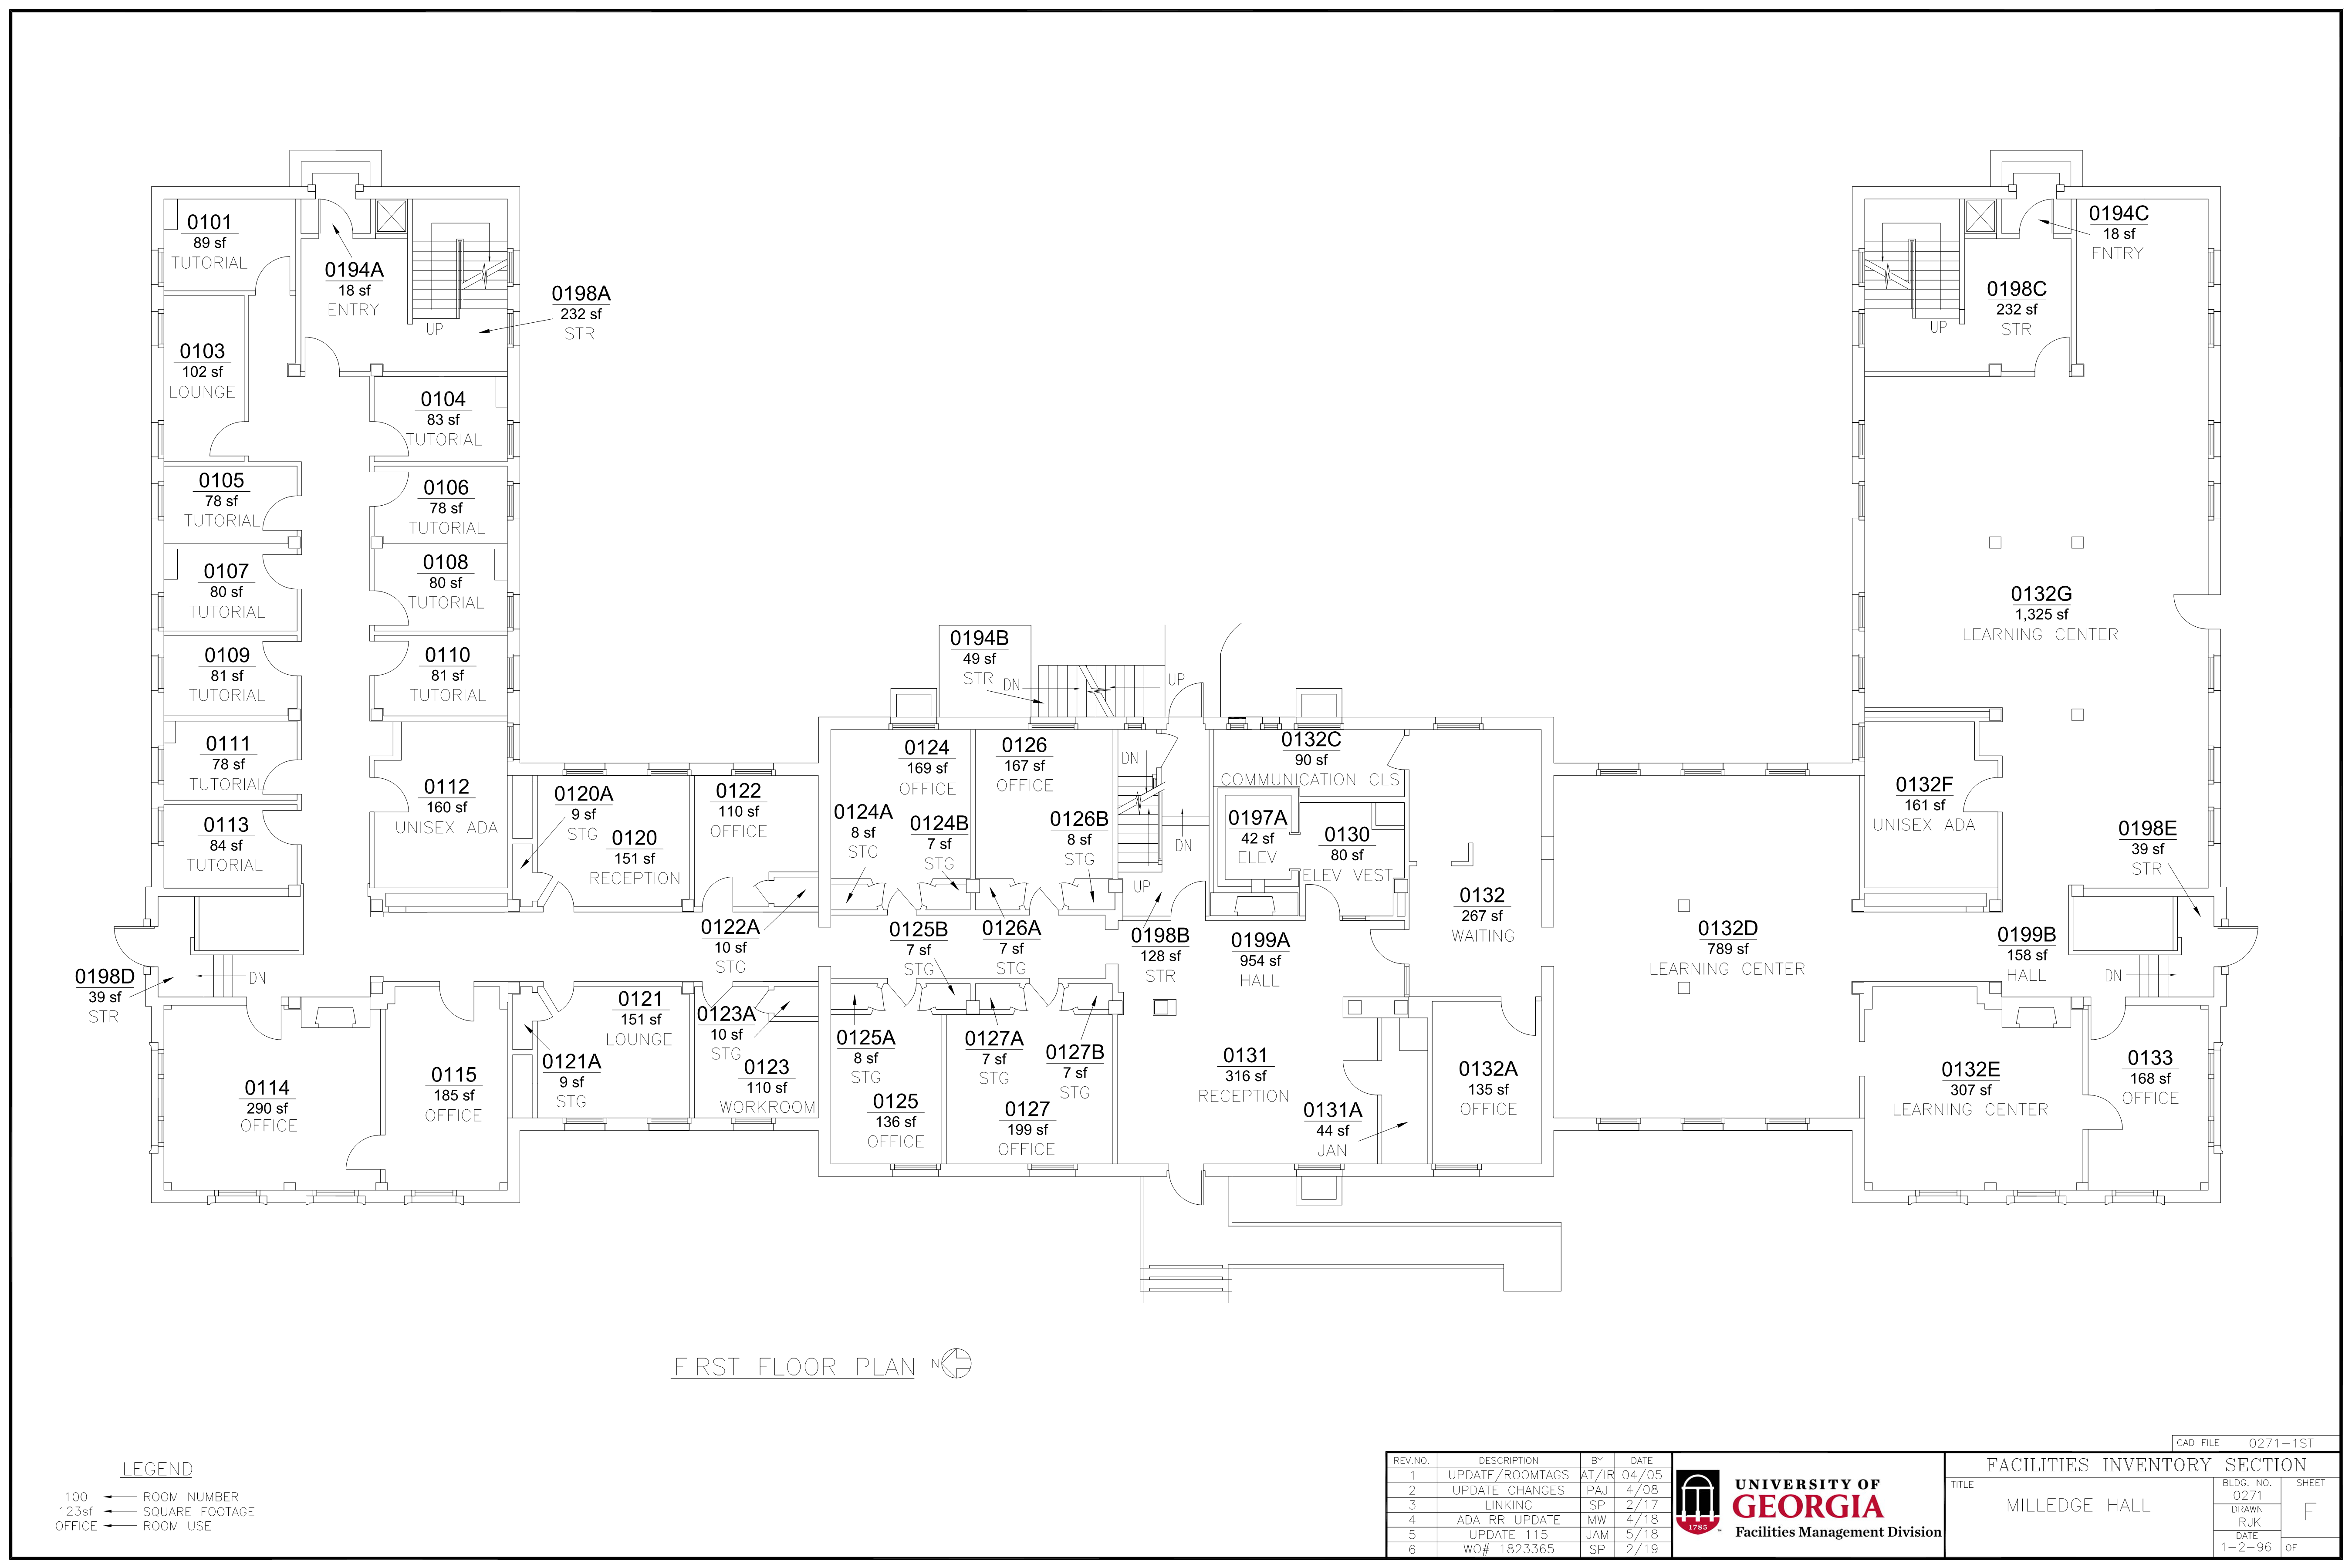 0101
89 sf
TUTORIAL
0194A
18 sf
ENTRY
UP
0198A
232 sf
STR
0103
102 sf
LOUNGE
0104
83 sf
TUTORIAL
0105
78 sf
TUTORIAL
0106
78 sf
TUTORIAL
0107
80 sf
TUTORIAL
0108
80 sf
TUTORIAL
0109
81 sf
TUTORIAL
0110
81 sf
TUTORIAL
0111
78 sf
TUTORIAL
0112
160 sf
UNISEX ADA
0113
84 sf
TUTORIAL
0198D
39 sf
STR
DN
0114
290 sf
OFFICE
0115
185 sf
OFFICE
0120A
9 sf
STG
0120
151 sf
RECEPTION
0122
110 sf
OFFICE
0122A
10 sf
STG
0121
151 sf
LOUNGE
0121A
9 sf
STG
0123A
10 sf
STG
0123
110 sf
WORKROOM
0194B
49 sf
STR
DN
UP
0124
169 sf
OFFICE
0124A
8 sf
STG
0124B
7 sf
STG
0126
167 sf
OFFICE
0126B
8 sf
STG
0125B
7 sf
STG
0126A
7 sf
STG
0125A
8 sf
STG
0125
136 sf
OFFICE
0127A
7 sf
STG
0127B
7 sf
STG
0127
199 sf
OFFICE
DN
DN
UP
0198B
128 sf
STR
0132C
90 sf
COMMUNICATION CLS
0197A
42 sf
ELEV
0130
80 sf
ELEV VEST
0199A
954 sf
HALL
0131
316 sf
RECEPTION
0131A
44 sf
JAN
0132
267 sf
WAITING
0132A
135 sf
OFFICE
0132D
789 sf
LEARNING CENTER
0194C
18 sf
ENTRY
0198C
232 sf
STR
UP
0132G
1,325 sf
LEARNING CENTER
0132F
161 sf
UNISEX ADA
0198E
39 sf
STR
0199B
158 sf
HALL
DN
0132E
307 sf
LEARNING CENTER
0133
168 sf
OFFICE
FIRST FLOOR PLAN N
LEGEND
100 ROOM NUMBER
123sf SQUARE FOOTAGE
OFFICE ROOM USE
REV.NO. DESCRIPTION BY DATE
1 UPDATE/ROOMTAGS AT/IR 04/05
2 UPDATE CHANGES PAJ 4/08
3 LINKING SP 2/17
4 ADA RR UPDATE MW 4/18
5 UPDATE 115 JAM 5/18
6 WO# 1823365 SP 2/19
1785
UNIVERSITY OF
GEORGIA
Facilities Management Division
CAD FILE 0271-1ST
FACILITIES INVENTORY SECTION
TITLE
MILLEDGE HALL
BLDG. NO.
0271
DRAWN
RJK
DATE
1-2-96
SHEET
F
OF